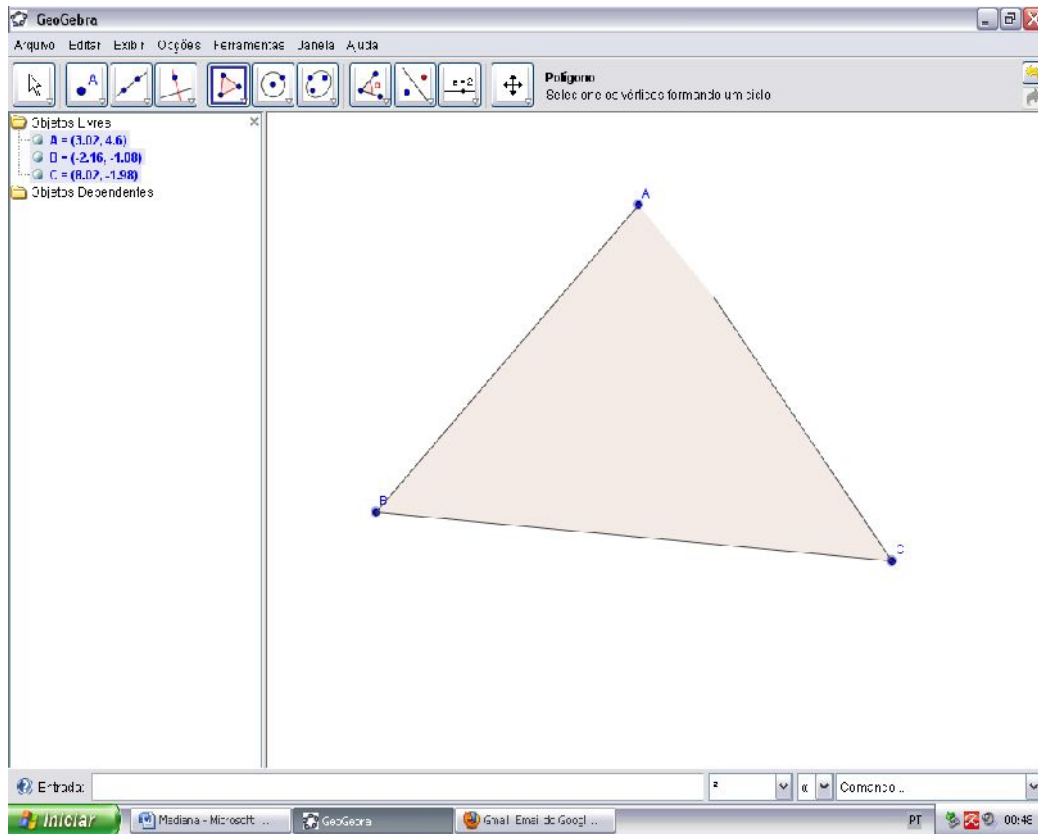 GeoGebra
Arquivo Editar Exibir Opções Ferramentas Janela Ajuda
A
a=2
Polígono
Selecione os vértices formando um ciclo
Objetos Livres
A = (3.02, 4.6)
B = (-2.16, -1.08)
C = (8.02, -1.98)
Objetos Dependentes
A
B
C
Entrada:
²
α
Comando ...
Iniciar
Mediana - Microsoft ...
GeoGebra
Gmail: Email do Googl ...
PT
00:46